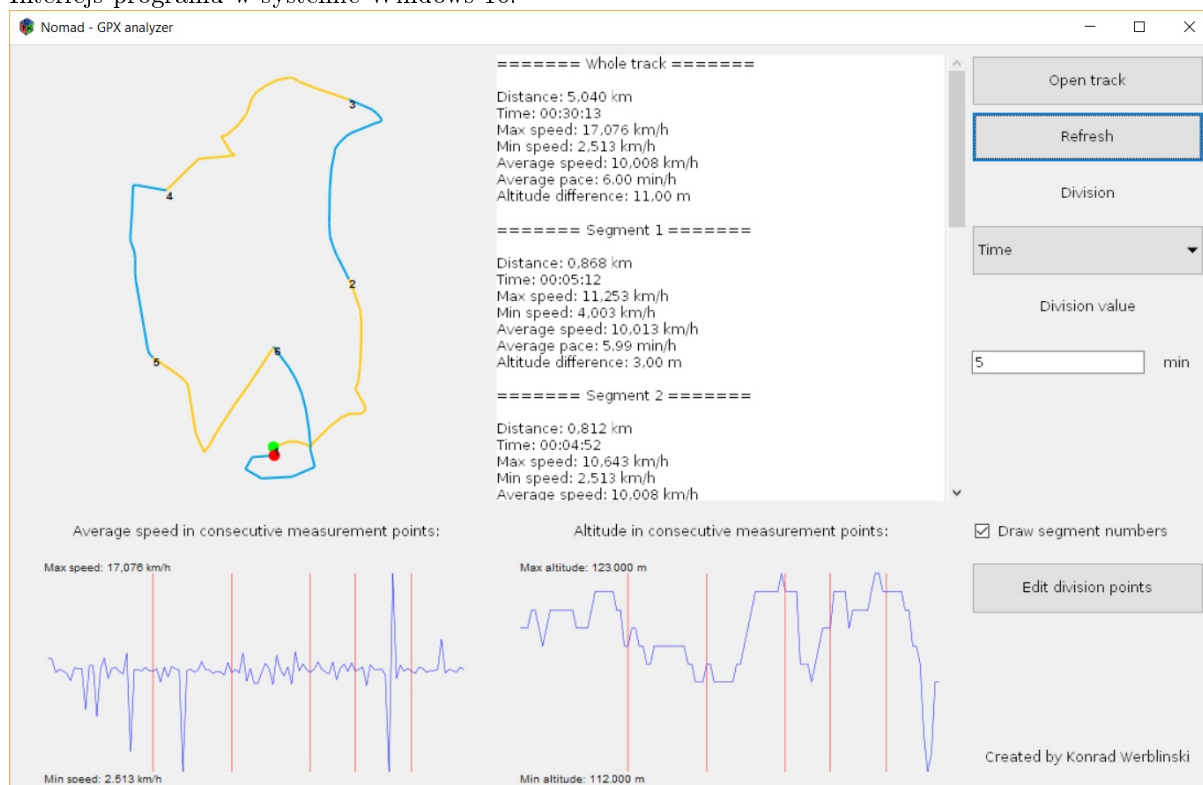 Interfejs programu w systemie Windows 10:
Nomad - GPX analyzer
3
4
2
5
6
======= Whole track =======
Distance: 5,040 km
Time: 00:30:13
Max speed: 17,076 km/h
Min speed: 2,513 km/h
Average speed: 10,008 km/h
Average pace: 6,00 min/h
Altitude difference: 11,00 m
======= Segment 1 =======
Distance: 0,868 km
Time: 00:05:12
Max speed: 11,253 km/h
Min speed: 4,003 km/h
Average speed: 10,013 km/h
Average pace: 5,99 min/h
Altitude difference: 3,00 m
======= Segment 2 =======
Distance: 0,812 km
Time: 00:04:52
Max speed: 10,643 km/h
Min speed: 2,513 km/h
Average speed: 10,008 km/h
Open track
Refresh
Division
Time
Division value
5 min
Average speed in consecutive measurement points:
Max speed: 17,076 km/h
Min speed: 2,513 km/h
Altitude in consecutive measurement points:
Max altitude: 123,000 m
Min altitude: 112,000 m
Draw segment numbers
Edit division points
Created by Konrad Werblinski